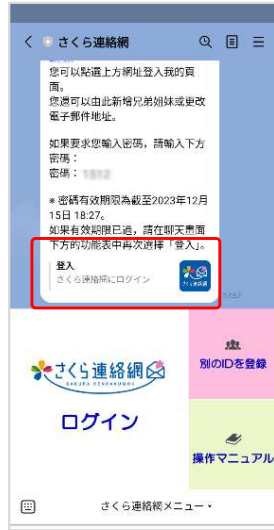 さくら連絡網
您可以點選上方網址登入我的頁
面。
您還可以由此新增兄弟姐妹或更改
電子郵件地址。
如果要求您輸入密碼，請輸入下方
密碼：
密碼：
* 密碼有效期限為截至2023年12月
15日 18:27。
如果有效期限已過，請在聊天畫面
下方的功能表中再次選擇「登入」。
登入
さくら連絡網にログイン
さくら連絡網
SAKURA RENRAKUMOU
ログイン
別のIDを登録
操作マニュアル
さくら連絡網メニュー